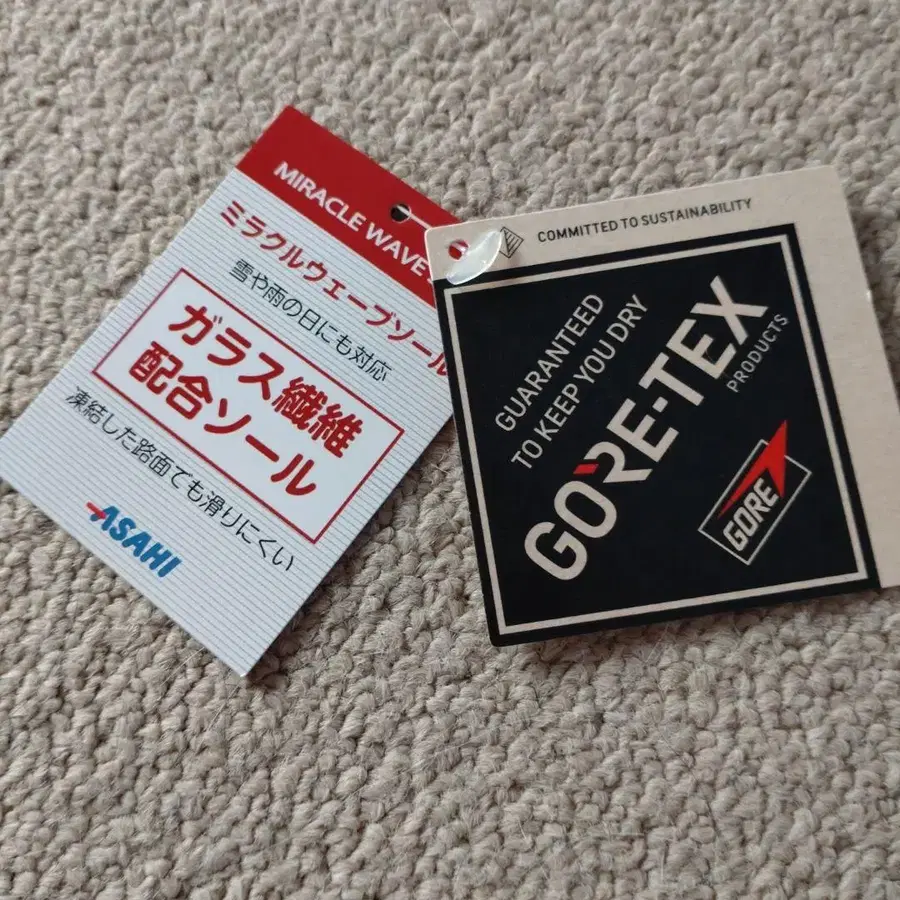 MIRACLE WAVE
ミラクルウェーブソール
雪や雨の日にも対応
ガラス繊維
配合ソール
凍結した路面でも滑りにくい
ASAHI
COMMITTED TO SUSTAINABILITY
GUARANTEED
TO KEEP YOU DRY
GORE-TEX
PRODUCTS
GORE